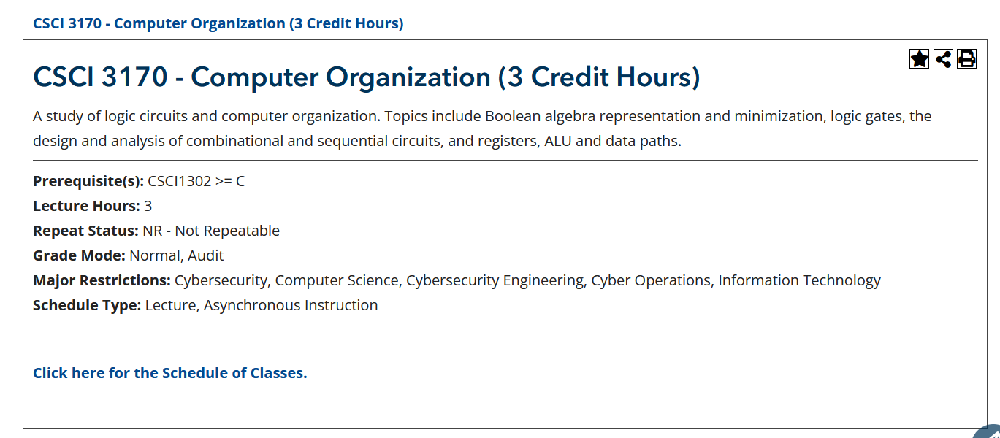 CSCI 3170 - Computer Organization (3 Credit Hours)
CSCI 3170 - Computer Organization (3 Credit Hours)
A study of logic circuits and computer organization. Topics include Boolean algebra representation and minimization, logic gates, the
design and analysis of combinational and sequential circuits, and registers, ALU and data paths.
Prerequisite(s): CSCI1302 >= C
Lecture Hours: 3
Repeat Status: NR - Not Repeatable
Grade Mode: Normal, Audit
Major Restrictions: Cybersecurity, Computer Science, Cybersecurity Engineering, Cyber Operations, Information Technology
Schedule Type: Lecture, Asynchronous Instruction
Click here for the Schedule of Classes.